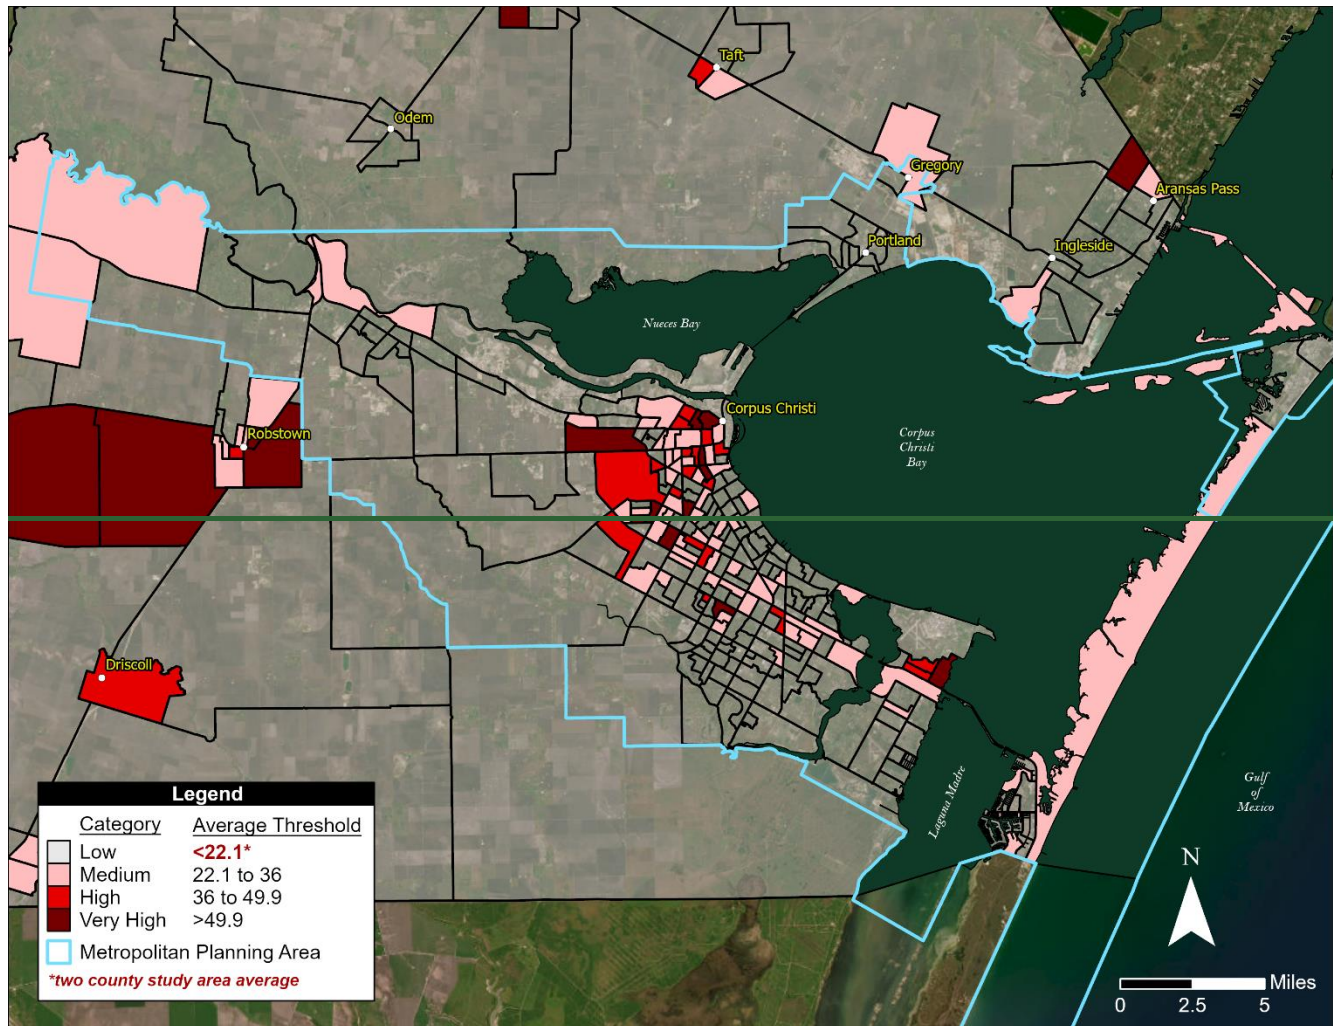 Taft
Odem
Gregory
Aransas Pass
Portland
Ingleside
Nueces Bay
Corpus Christi
Robstown
Corpus
Christi
Bay
Driscoll
Laguna Madre
Gulf
of
Mexico
Legend
Category Average Threshold
Low <22.1*
Medium 22.1 to 36
High 36 to 49.9
Very High >49.9
Metropolitan Planning Area
*two county study area average
N
Miles
0 2.5 5